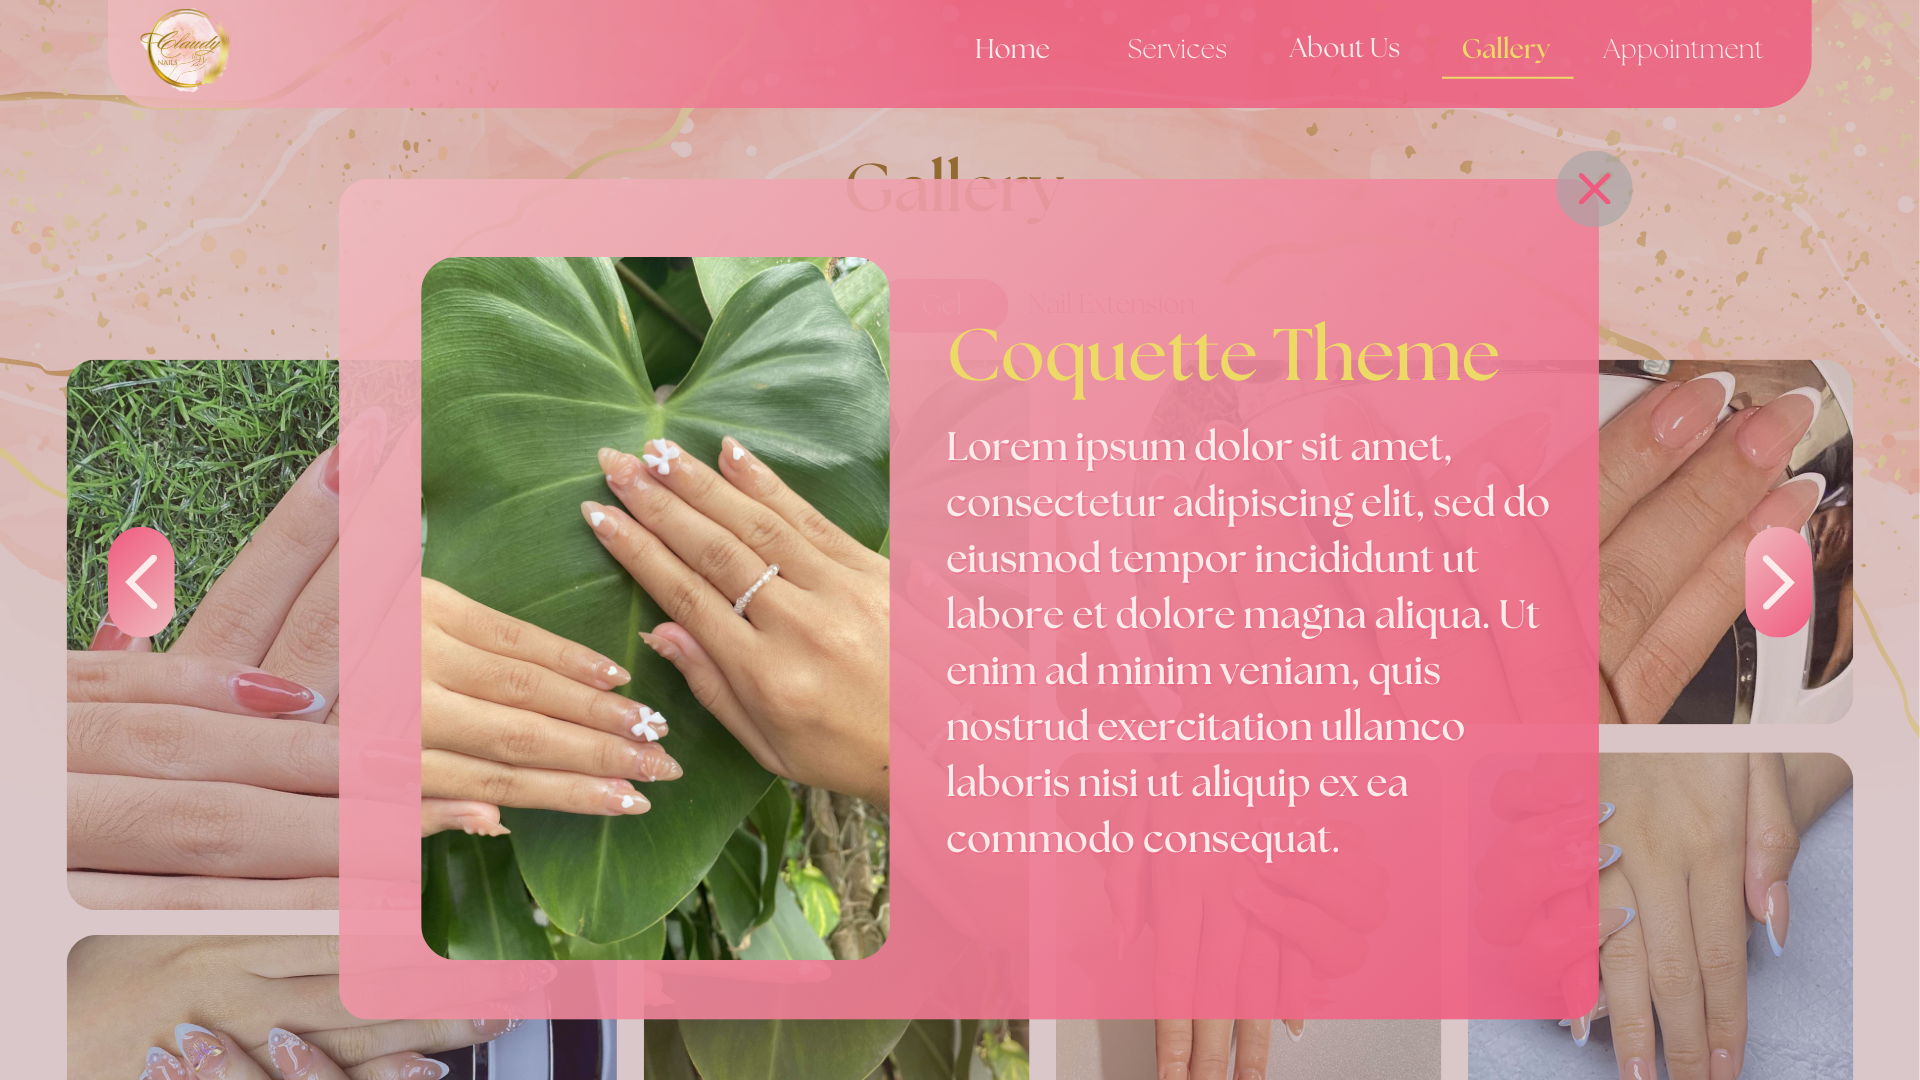 Claudy
NAILS
Home
Services
About Us
Gallery
Appointment
Gallery
Gel
Nail Extension
Coquette Theme
Lorem ipsum dolor sit amet,
consectetur adipiscing elit, sed do
eiusmod tempor incididunt ut
labore et dolore magna aliqua. Ut
enim ad minim veniam, quis
nostrud exercitation ullamco
laboris nisi ut aliquip ex ea
commodo consequat.